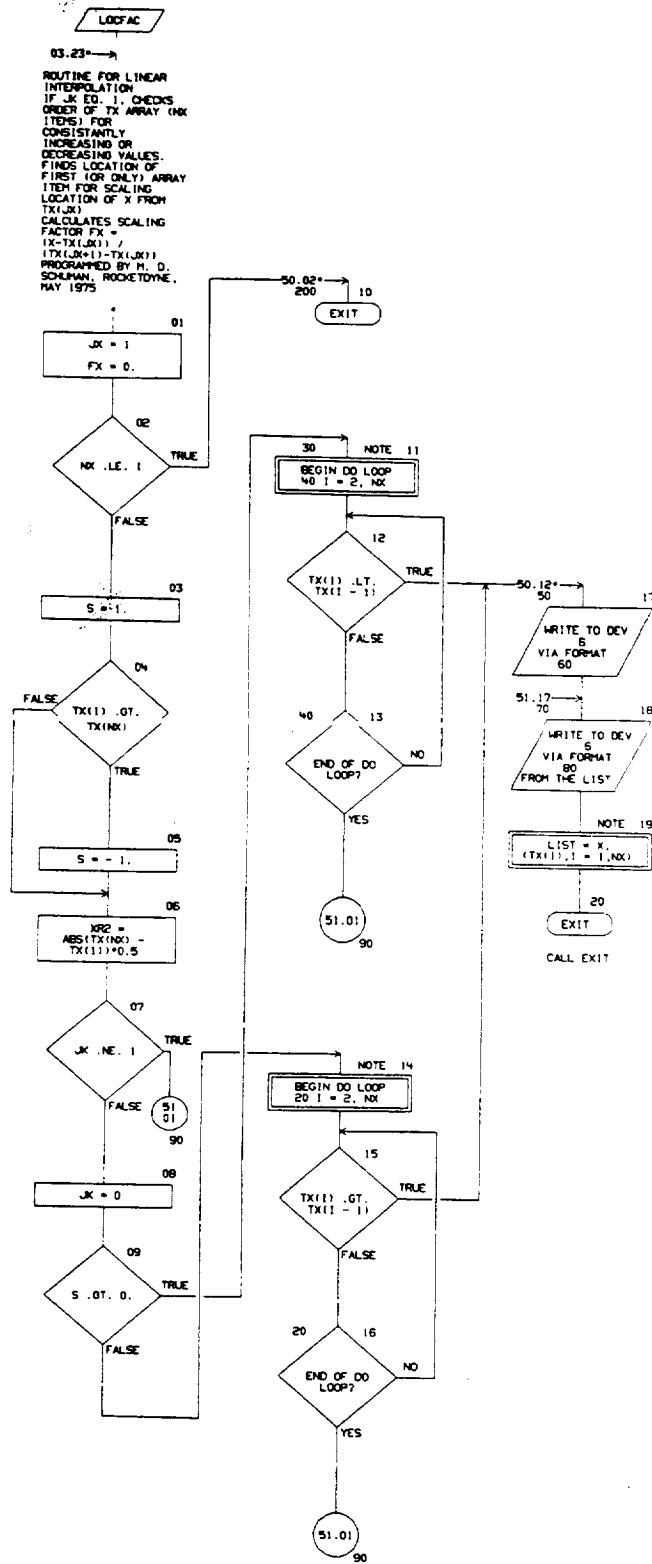 LOCFAC
03.23*
ROUTINE FOR LINEAR
INTERPOLATION
IF JK EQ. 1, CHECKS
ORDER OF TX ARRAY (NX
ITEMS) FOR
CONSISTANTLY
INCREASING OR
DECREASING VALUES.
FINDS LOCATION OF
FIRST (OR ONLY) ARRAY
ITEM FOR SCALING
LOCATION OF X FROM
TX(JX)
CALCULATES SCALING
FACTOR FX =
(X-TX(JX)) /
(TX(JX+1)-TX(JX))
PROGRAMMED BY M. D.
SCHUMAN, ROCKETDYNE,
MAY 1975
01
JX = 1
FX = 0.
02
NX .LE. 1
TRUE
FALSE
03
S = 1.
04
TX(1) .GT.
TX(NX)
FALSE
TRUE
05
S = - 1.
06
XR2 =
ABS(TX(NX) -
TX(1))*0.5
07
JK .NE. 1
TRUE
FALSE
51
01
90
08
JK = 0
09
S .GT. 0.
TRUE
FALSE
50.02*
200
10
EXIT
30
NOTE 11
BEGIN DO LOOP
40 I = 2, NX
12
TX(I) .LT.
TX(I - 1)
TRUE
FALSE
40
13
END OF DO
LOOP?
NO
YES
51.01
90
NOTE 14
BEGIN DO LOOP
20 I = 2, NX
15
TX(I) .GT.
TX(I - 1)
TRUE
FALSE
20
16
END OF DO
LOOP?
NO
YES
51.01
90
50.12*
50
17
WRITE TO DEV
6
VIA FORMAT
60
51.17
70
18
WRITE TO DEV
6
VIA FORMAT
80
FROM THE LIST
NOTE 19
LIST = X,
(TX(I),I = 1,NX)
20
EXIT
CALL EXIT